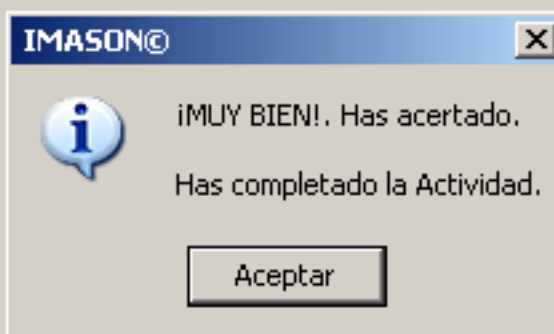 IMASON©
¡MUY BIEN!. Has acertado.
Has completado la Actividad.
Aceptar